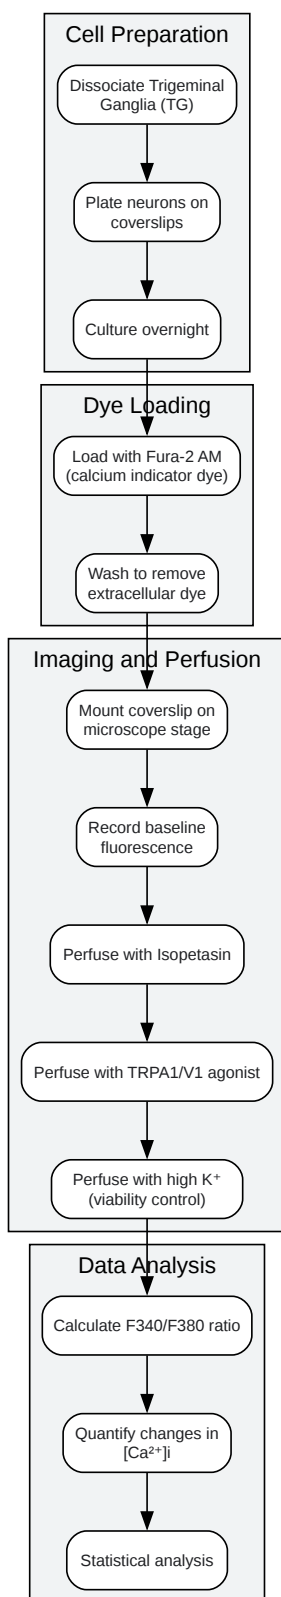 Cell Preparation
Dissociate Trigeminal
Ganglia (TG)
Plate neurons on
coverslips
Culture overnight
Dye Loading
Load with Fura-2 AM
(calcium indicator dye)
Wash to remove
extracellular dye
Imaging and Perfusion
Mount coverslip on
microscope stage
Record baseline
fluorescence
Perfuse with Isopetasin
Perfuse with TRPA1/V1 agonist
Perfuse with high K⁺
(viability control)
Data Analysis
Calculate F340/F380 ratio
Quantify changes in
[Ca²⁺]i
Statistical analysis